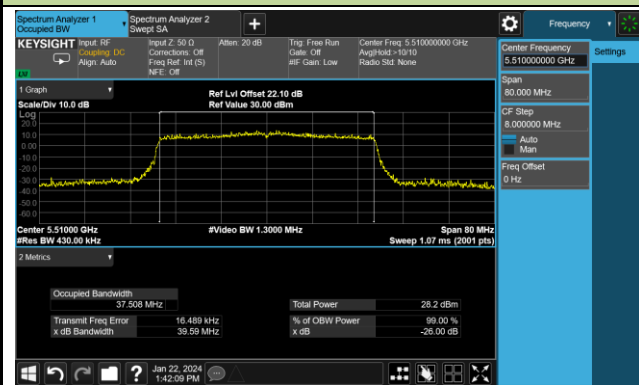 Spectrum Analyzer 1
Occupied BW
Spectrum Analyzer 2
Swept SA
+
Frequency
KEYSIGHT
Input: RF
Coupling: DC
Align: Auto
Input Z: 50 Ω
Corrections: Off
Freq Ref: Int (S)
NFE: Off
Atten: 20 dB
Trig: Free Run
Gate: Off
#IF Gain: Low
Center Freq: 5.510000000 GHz
Avg|Hold:>10/10
Radio Std: None
Center Frequency
5.510000000 GHz
Settings
Span
80.000 MHz
CF Step
8.000000 MHz
Auto
Man
Freq Offset
0 Hz
1 Graph
Scale/Div 10.0 dB
Ref Lvl Offset 22.10 dB
Ref Value 30.00 dBm
Log
20.0
10.0
0.00
-10.0
-20.0
-30.0
-40.0
-50.0
-60.0
Center 5.51000 GHz
#Res BW 430.00 kHz
#Video BW 1.3000 MHz
Span 80 MHz
Sweep 1.07 ms (2001 pts)
2 Metrics
Occupied Bandwidth
37.508 MHz
Total Power 28.2 dBm
Transmit Freq Error 16.489 kHz
% of OBW Power 99.00 %
x dB Bandwidth 39.59 MHz
x dB -26.00 dB
?
Jan 22, 2024
1:42:09 PM